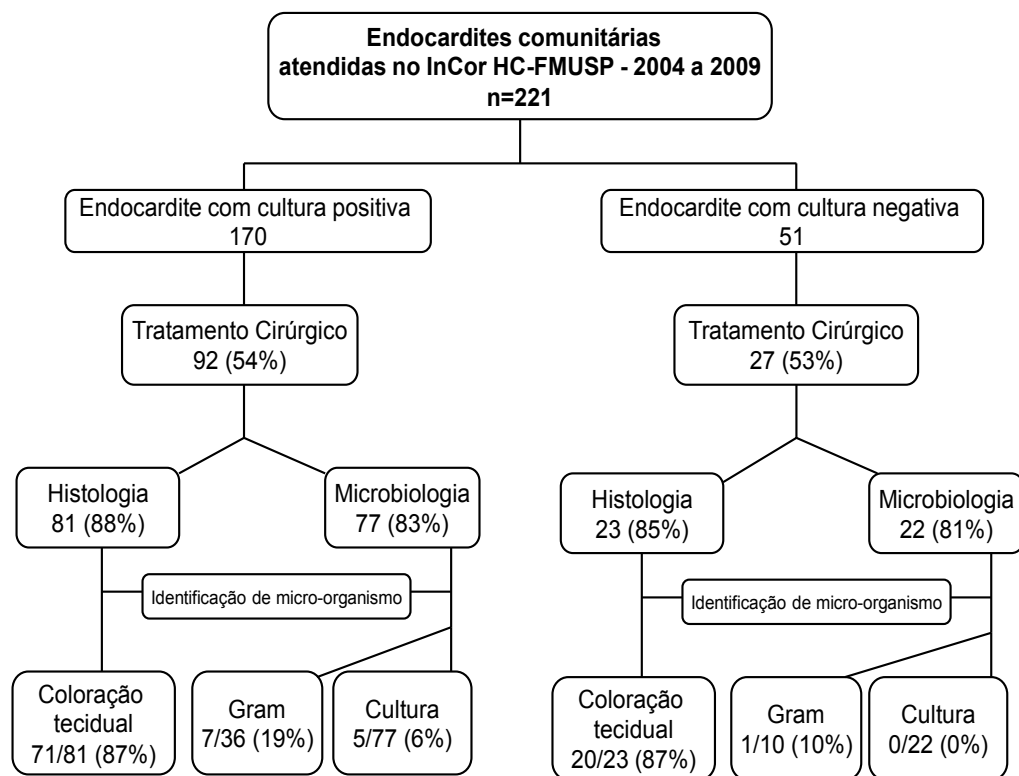 Endocardites comunitárias
atendidas no InCor HC-FMUSP - 2004 a 2009
n=221
Endocardite com cultura positiva
170
Endocardite com cultura negativa
51
Tratamento Cirúrgico
92 (54%)
Tratamento Cirúrgico
27 (53%)
Histologia
81 (88%)
Microbiologia
77 (83%)
Histologia
23 (85%)
Microbiologia
22 (81%)
Identificação de micro-organismo
Identificação de micro-organismo
Coloração
tecidual
71/81 (87%)
Gram
7/36 (19%)
Cultura
5/77 (6%)
Coloração
tecidual
20/23 (87%)
Gram
1/10 (10%)
Cultura
0/22 (0%)